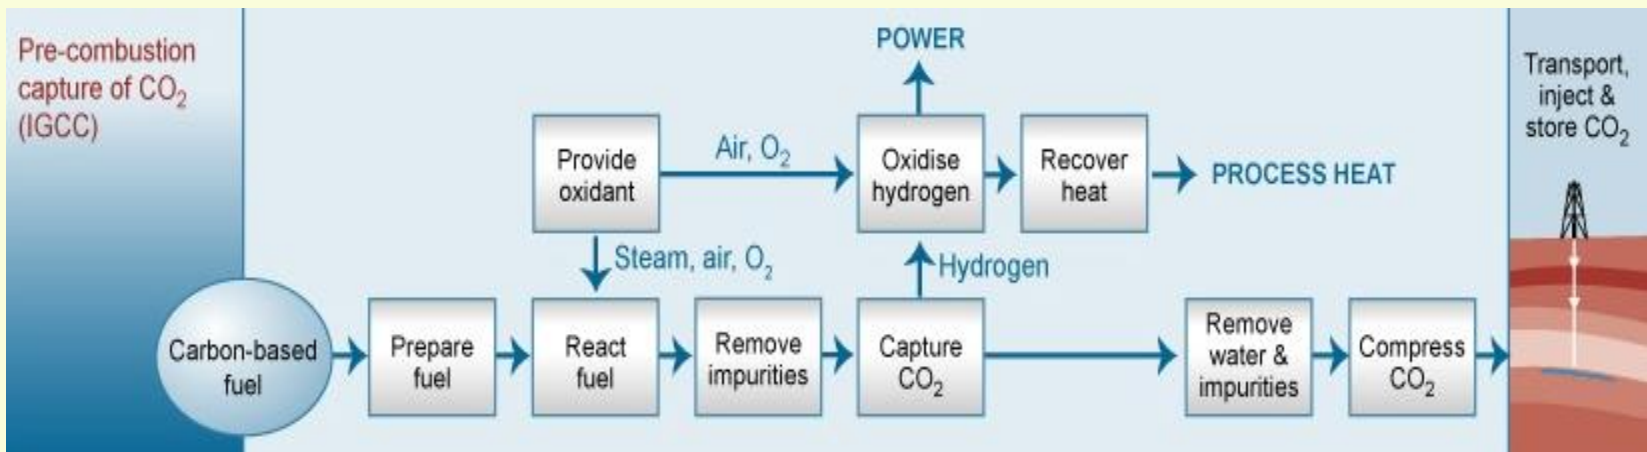 Pre-combustion
capture of CO₂
(IGCC)
POWER
Transport,
inject &
store CO₂
Provide
oxidant
Air, O₂
Oxidise
hydrogen
Recover
heat
PROCESS HEAT
Steam, air, O₂
Hydrogen
Carbon-based
fuel
Prepare
fuel
React
fuel
Remove
impurities
Capture
CO₂
Remove
water &
impurities
Compress
CO₂